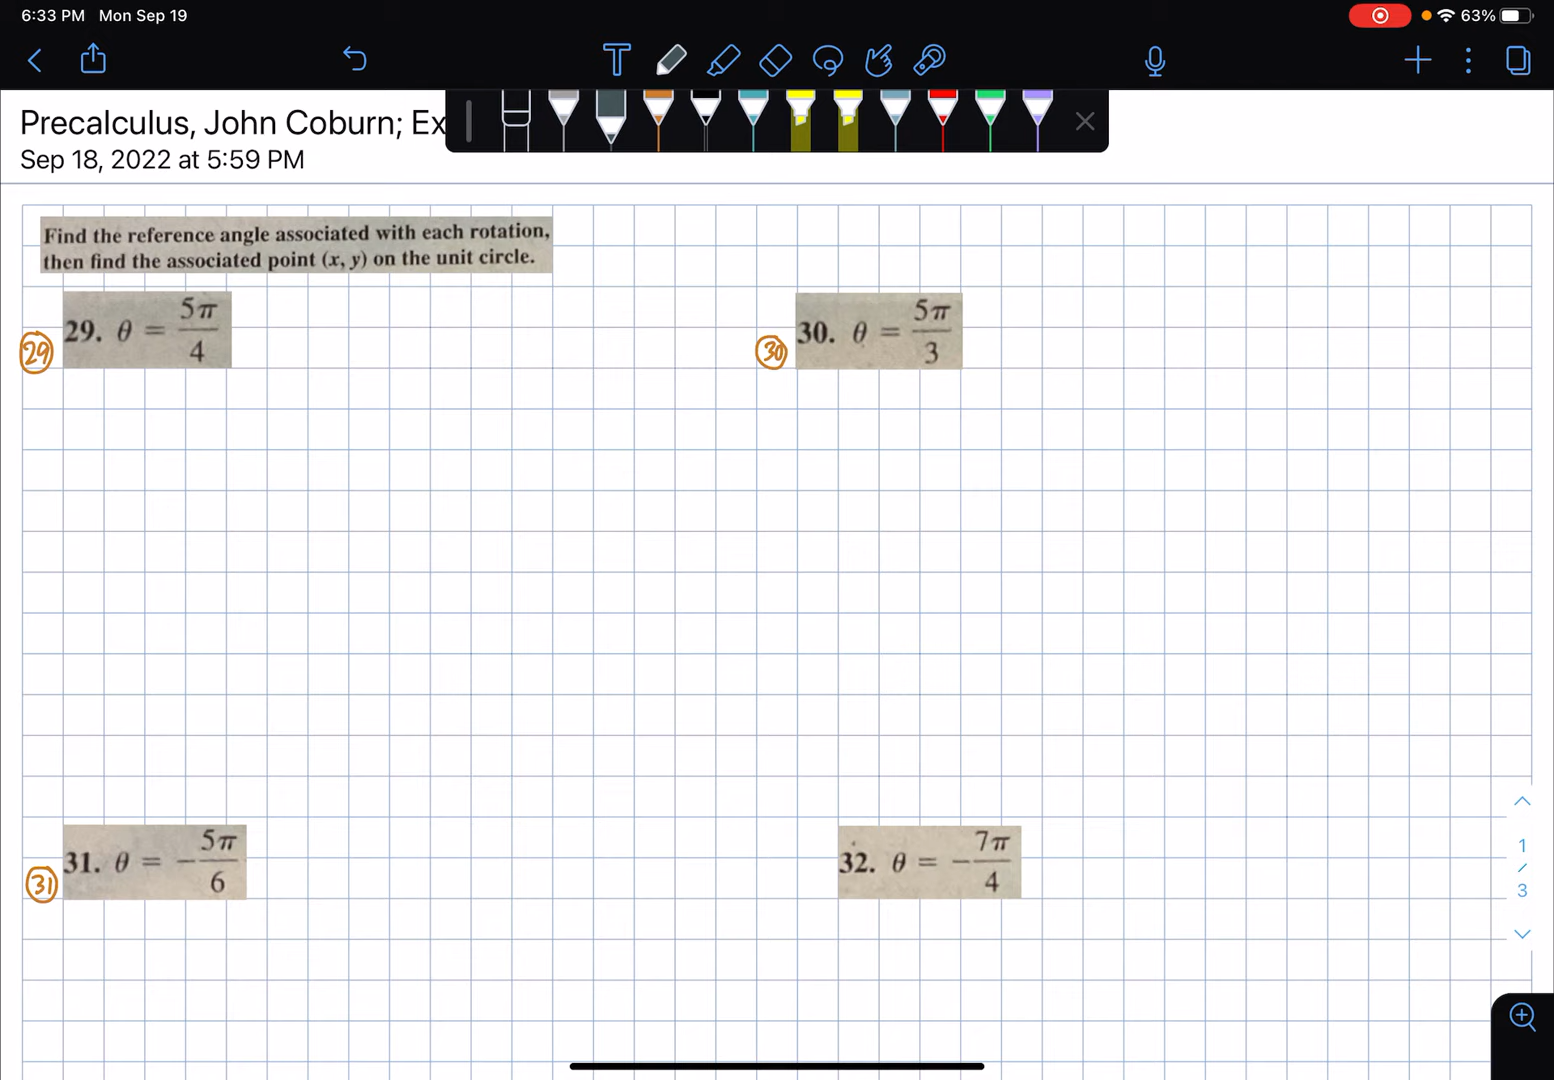 6:33 PM Mon Sep 19
63%
T
Precalculus, John Coburn; Ex
Sep 18, 2022 at 5:59 PM
Find the reference angle associated with each rotation,
then find the associated point (x, y) on the unit circle.
29 29. θ = 5π/4
30 30. θ = 5π/3
31 31. θ = −5π/6
32. θ = −7π/4
1
/
3